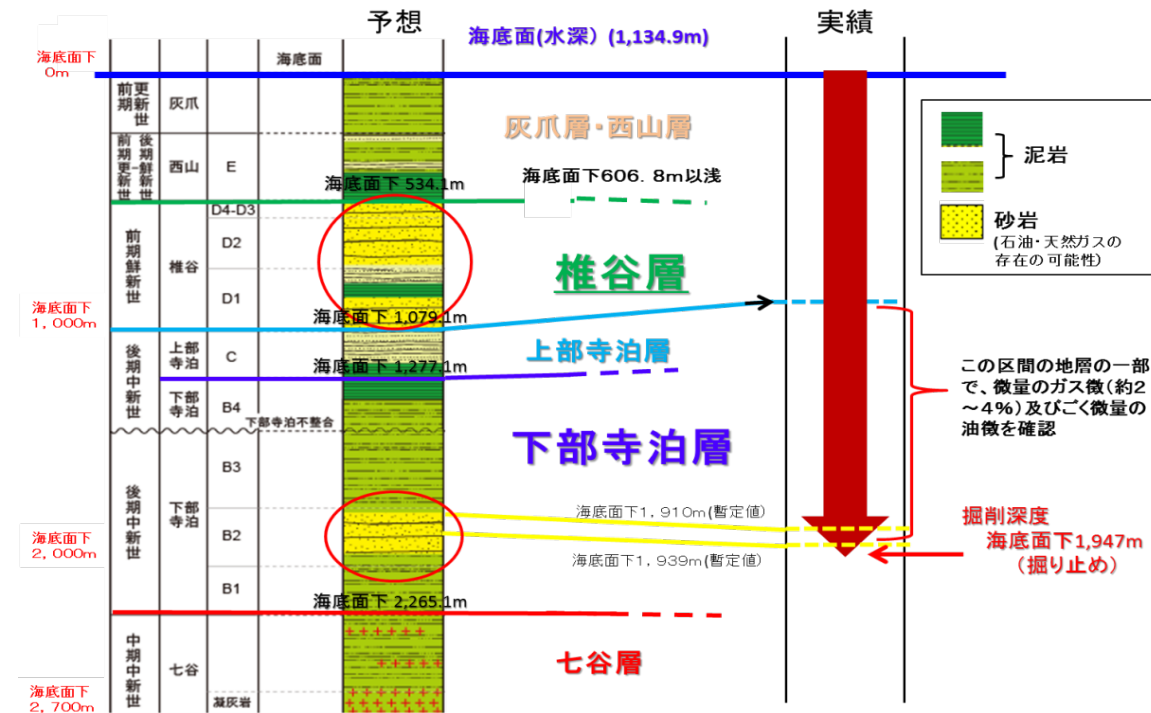 予想
実績
海底面(水深) (1,134.9m)
海底面下
0m
海底面
前期
更新世
灰爪
灰爪層・西山層
泥岩
砂岩
(石油・天然ガスの
存在の可能性)
前期更新世
後期-鮮新世
西山
E
海底面下 534.1m
海底面下606. 8m以浅
前期鮮新世
椎谷
D4-D3
D2
D1
椎谷層
海底面下
1, 000m
海底面下 1,079.1m
後期中新世
上部
寺泊
C
上部寺泊層
海底面下 1,277.1m
下部
寺泊
B4
下部寺泊不整合
この区間の地層の一部
で、微量のガス徴(約2
~4%)及びごく微量の
油徴を確認
下部寺泊層
後期中新世
下部
寺泊
B3
B2
B1
海底面下1, 910m(暫定値)
海底面下1, 939m(暫定値)
海底面下
2, 000m
掘削深度
海底面下1,947m
(掘り止め)
海底面下 2,265.1m
中期中新世
七谷
七谷層
凝灰岩
海底面下
2, 700m